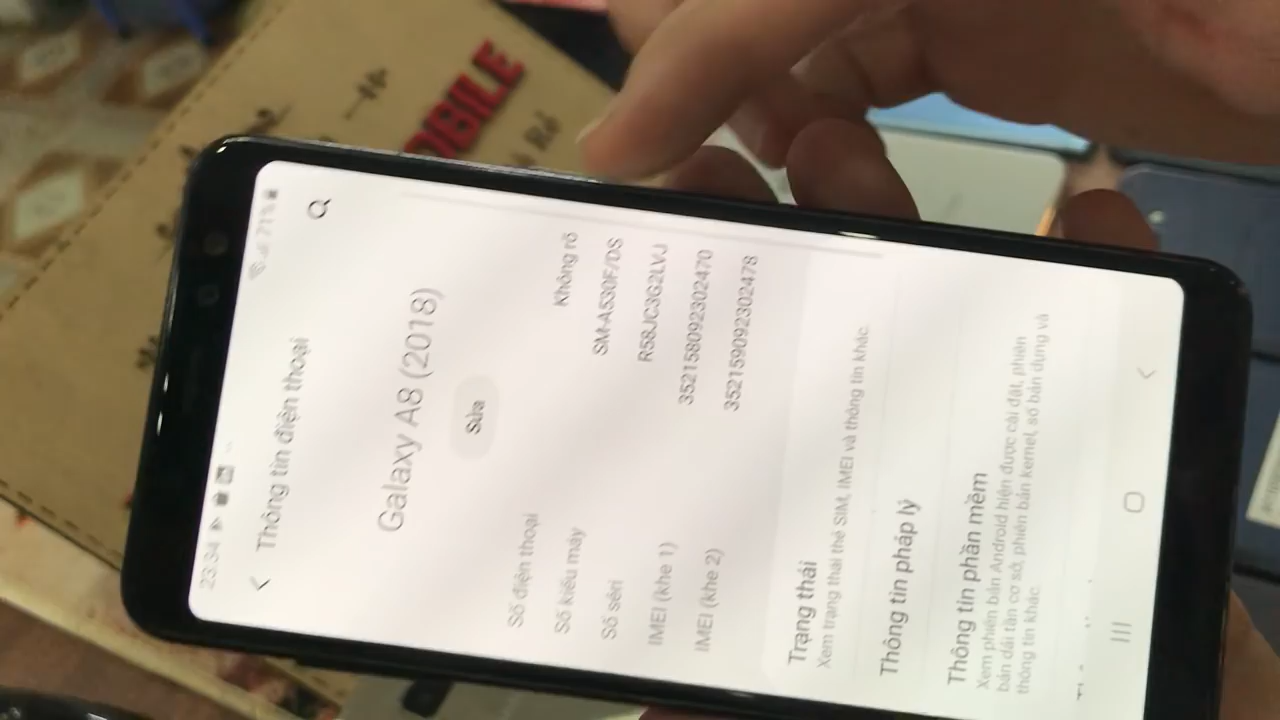 23:34
71%
Thông tin điện thoại
Galaxy A8 (2018)
Sửa
Số điện thoại Không rõ
Số kiểu máy SM-A530F/DS
Số sêri R58JC3G2LVJ
IMEI (khe 1) 352158092302470
IMEI (khe 2) 352159092302478
Trạng thái
Xem trạng thái thẻ SIM, IMEI và thông tin khác.
Thông tin pháp lý
Thông tin phần mềm
Xem phiên bản Android hiện được cài đặt, phiên
bản dải tần cơ sở, phiên bản kernel, số bản dựng và
thông tin khác.
OBILE
Rẻ